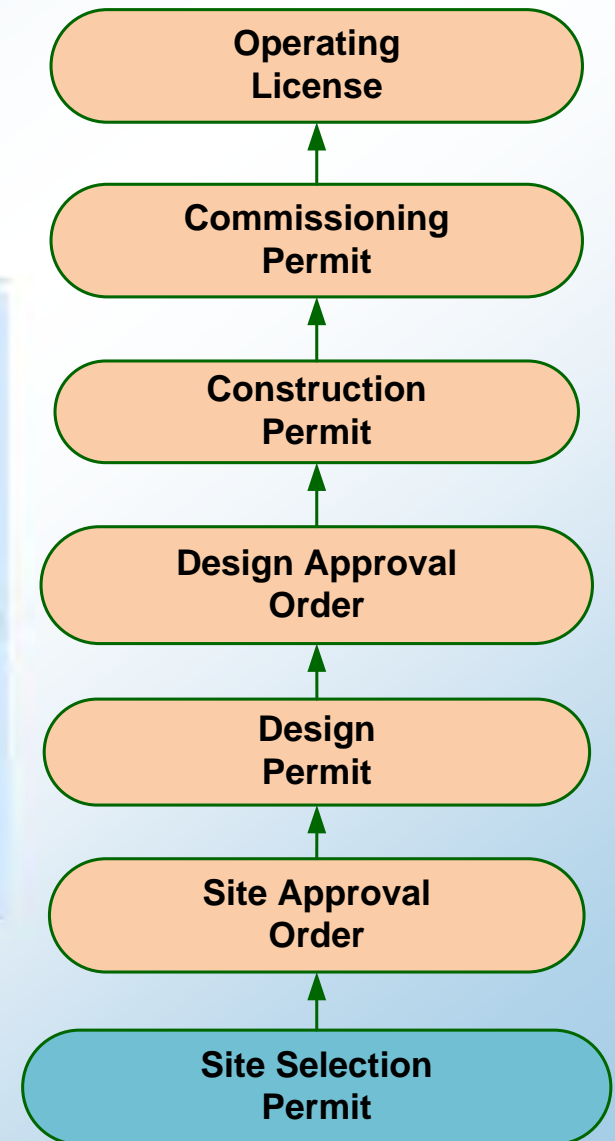 Operating
License
Commissioning
Permit
Construction
Permit
Design Approval
Order
Design
Permit
Site Approval
Order
Site Selection
Permit